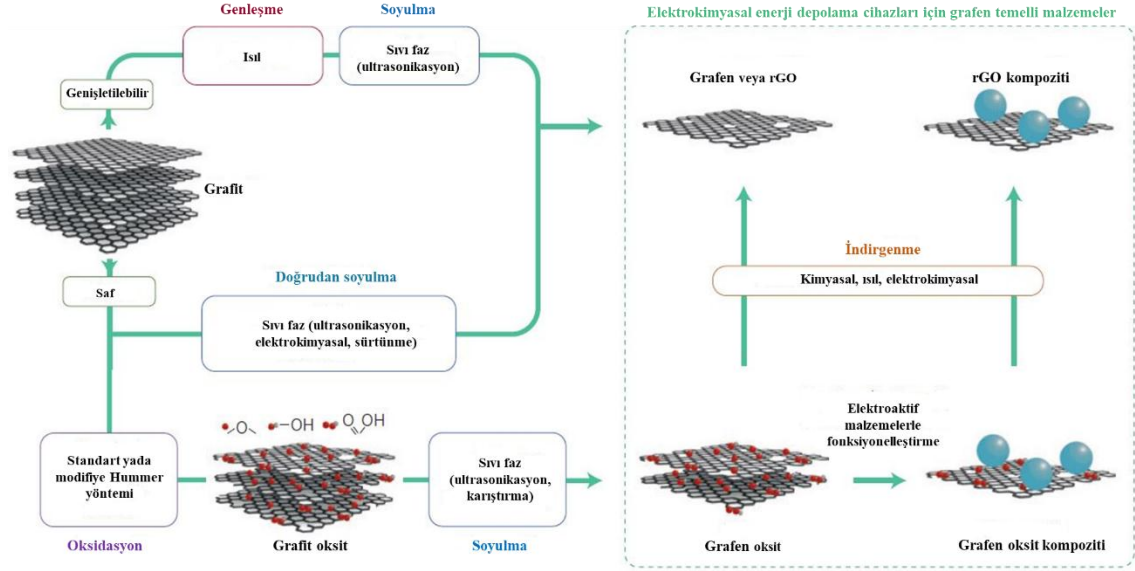 Genleşme
Soyulma
Elektrokimyasal enerji depolama cihazları için grafen temelli malzemeler
Isıl
Sıvı faz
(ultrasonikasyon)
Genişletilebilir
Grafit
Saf
Doğrudan soyulma
Sıvı faz (ultrasonikasyon,
elektrokimyasal, sürtünme)
Grafen veya rGO
rGO kompoziti
İndirgenme
Kimyasal, ısıl, elektrokimyasal
Standart yada
modifiye Hummer
yöntemi
Oksidasyon
O
OH
O
OH
Grafit oksit
Sıvı faz
(ultrasonikasyon,
karıştırma)
Soyulma
Elektroaktif
malzemelerle
fonksiyonelleştirme
Grafen oksit
Grafen oksit kompoziti